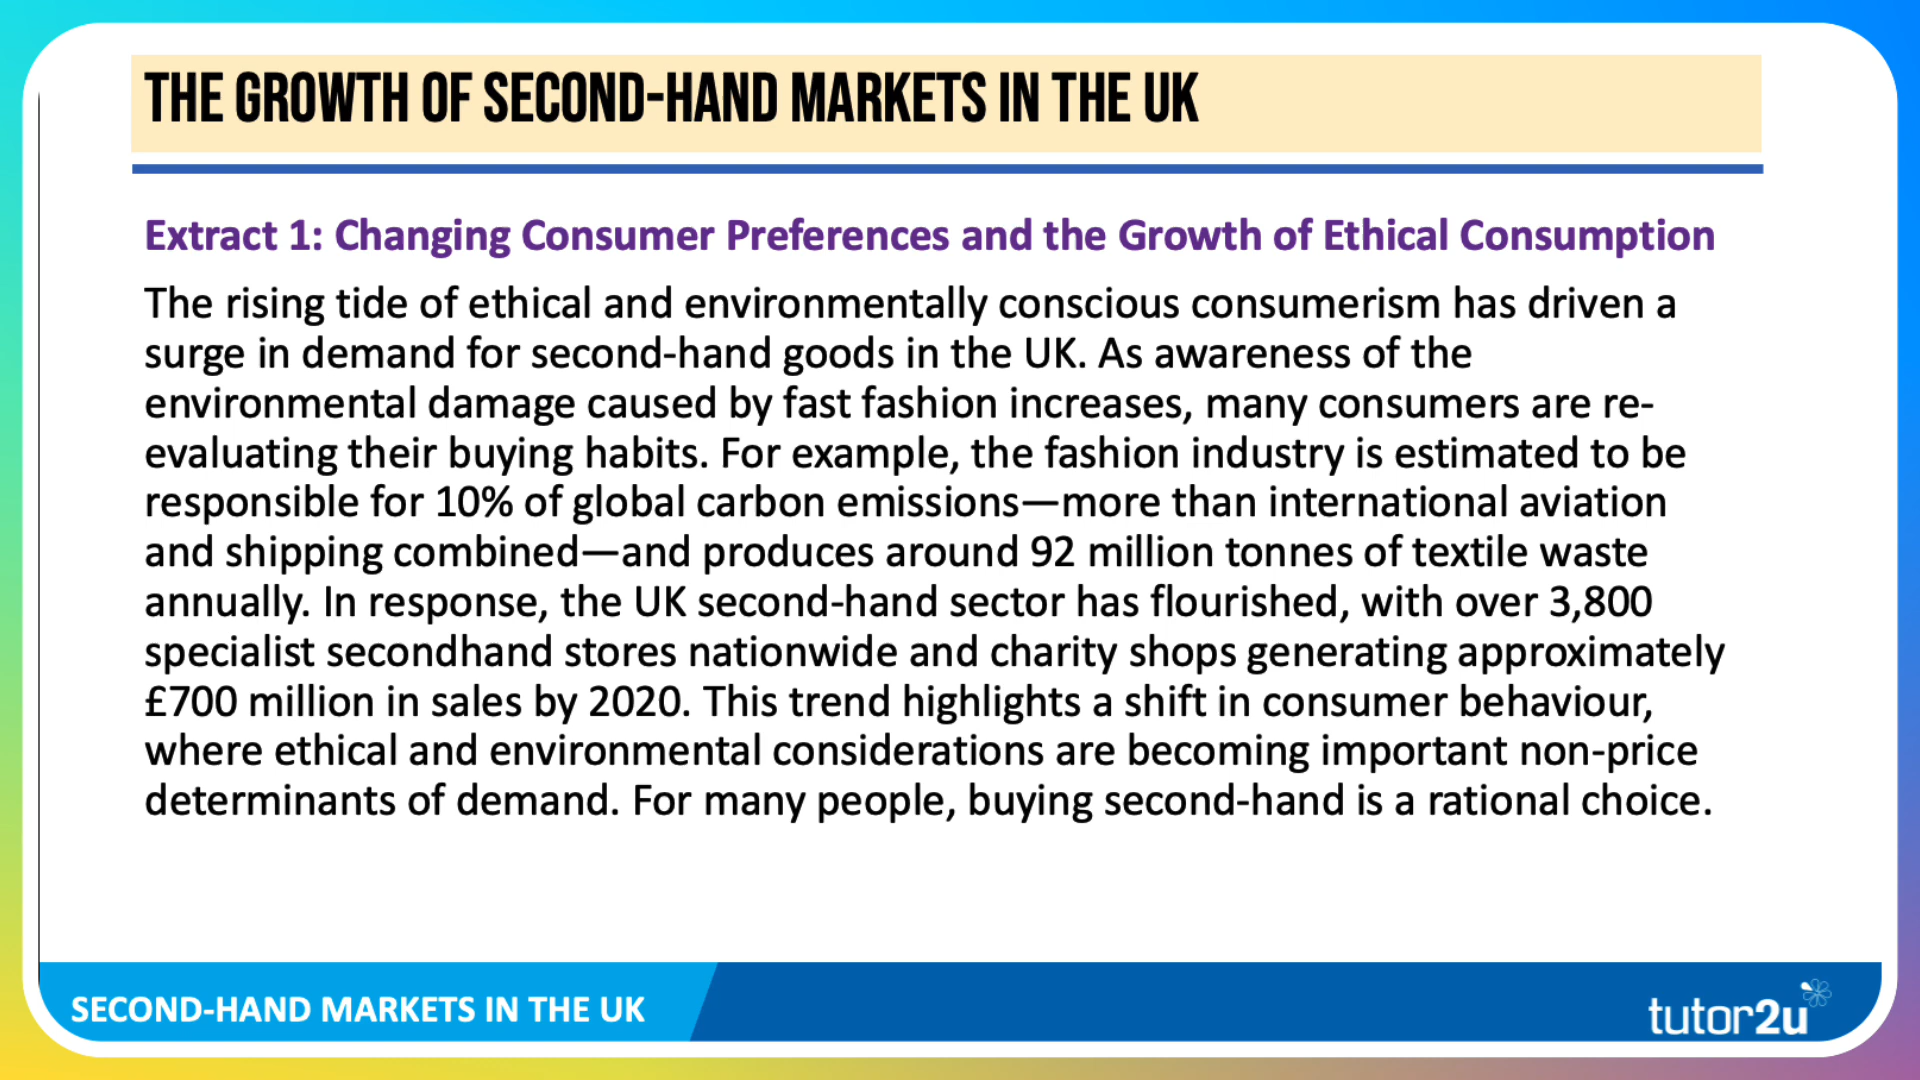 THE GROWTH OF SECOND-HAND MARKETS IN THE UK
Extract 1: Changing Consumer Preferences and the Growth of Ethical Consumption
The rising tide of ethical and environmentally conscious consumerism has driven a
surge in demand for second-hand goods in the UK. As awareness of the
environmental damage caused by fast fashion increases, many consumers are re-
evaluating their buying habits. For example, the fashion industry is estimated to be
responsible for 10% of global carbon emissions—more than international aviation
and shipping combined—and produces around 92 million tonnes of textile waste
annually. In response, the UK second-hand sector has flourished, with over 3,800
specialist secondhand stores nationwide and charity shops generating approximately
£700 million in sales by 2020. This trend highlights a shift in consumer behaviour,
where ethical and environmental considerations are becoming important non-price
determinants of demand. For many people, buying second-hand is a rational choice.
SECOND-HAND MARKETS IN THE UK
tutor2u